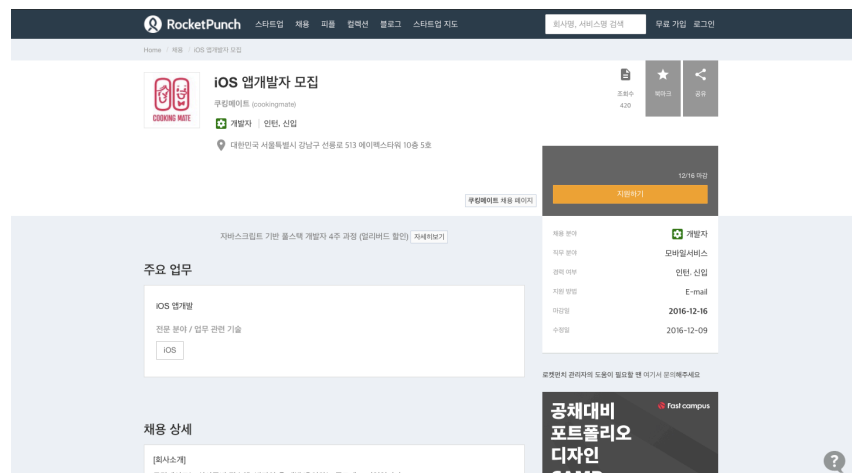 RocketPunch 스타트업 채용 피플 컬렉션 블로그 스타트업 지도 회사명, 서비스명 검색 무료 가입 로그인
Home / 채용 / iOS 앱개발자 모집
iOS 앱개발자 모집
쿠킹메이트 (cookingmate)
COOKING MATE
개발자 인턴, 신입
대한민국 서울특별시 강남구 선릉로 513 에이펙스타워 10층 5호
조회수
420
북마크
공유
12/16 마감
지원하기
쿠킹메이트 채용 페이지
자바스크립트 기반 풀스택 개발자 4주 과정 (얼리버드 할인) 자세히보기
주요 업무
iOS 앱개발
전문 분야 / 업무 관련 기술
iOS
채용 분야 개발자
직무 분야 모바일서비스
경력 여부 인턴, 신입
지원 방법 E-mail
마감일 2016-12-16
수정일 2016-12-09
로켓펀치 관리자의 도움이 필요할 땐 여기서 문의해주세요
채용 상세
[회사소개]
Fast campus
공채대비
포트폴리오
디자인
CAMP
?